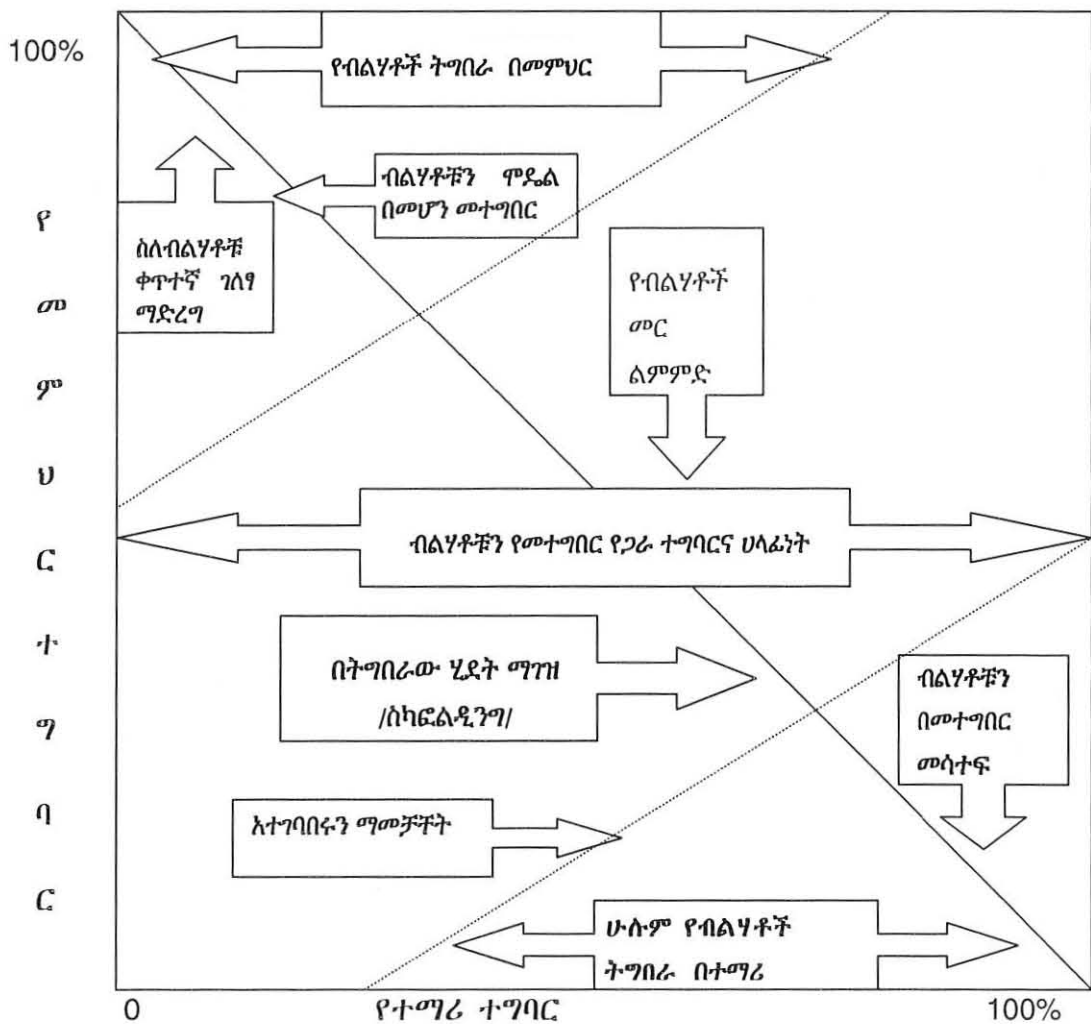 100%
የብልሃቶች ትግበራ በመምህር
ብልሃቶቹን ሞዴል
በመሆን መተግበር
ስለብልሃቶቹ
ቀጥተኛ ገለፃ
ማድረግ
የብልሃቶች
መር
ልምምድ
የ
መ
ም
ህ
ር
ተ
ግ
ባ
ር
ብልሃቶቹን የመተግበር የጋራ ተግባርና ሀላፊነት
በትግበራው ሂደት ማገዝ
/ስካፎልዲንግ/
ብልሃቶቹን
በመተግበር
መሳተፍ
አተገባበሩን ማመቻቸት
ሁሉም የብልሃቶች
ትግበራ በተማሪ
0
የተማሪ ተግባር
100%